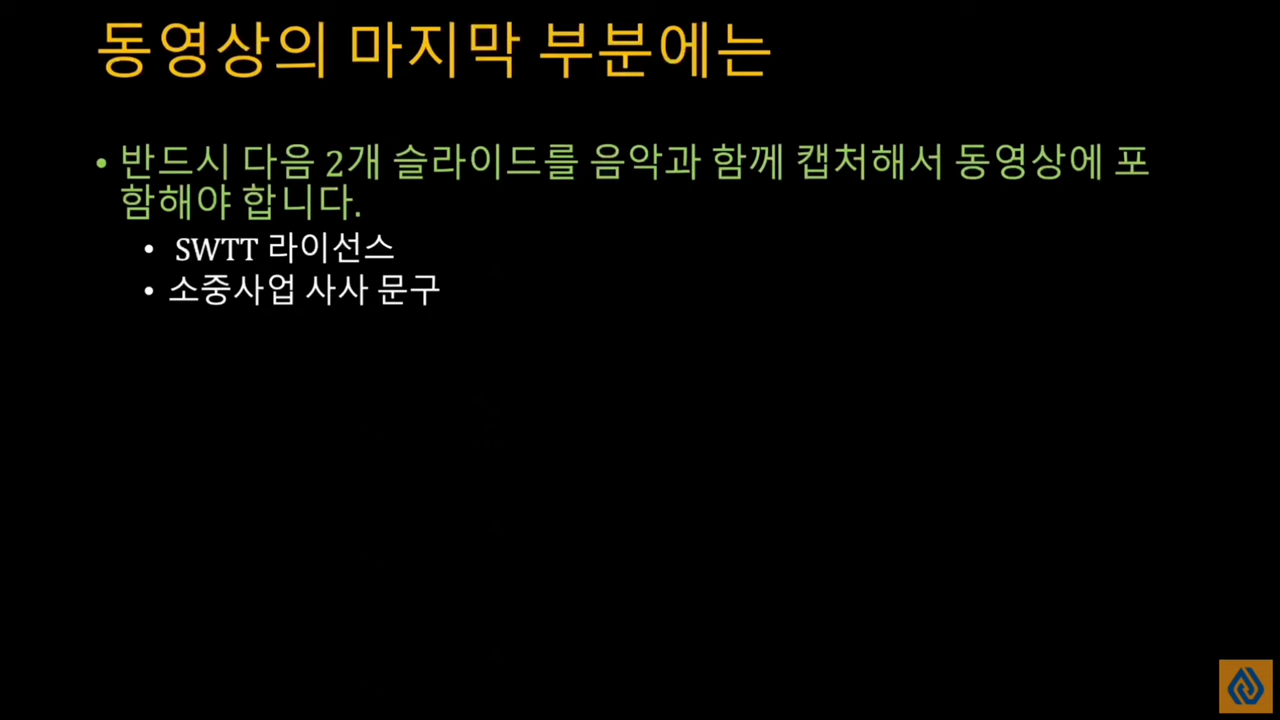 동영상의 마지막 부분에는
• 반드시 다음 2개 슬라이드를 음악과 함께 캡처해서 동영상에 포
함해야 합니다.
• SWTT 라이선스
• 소중사업 사사 문구